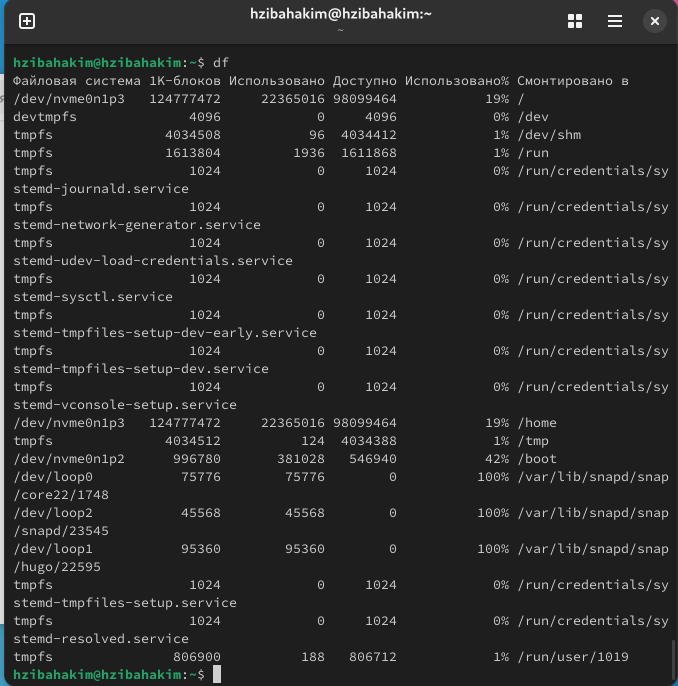 hzibahakim@hzibahakim:~
~
hzibahakim@hzibahakim:~$ df
Файловая система 1K-блоков Использовано Доступно Использовано% Смонтировано в
/dev/nvme0n1p3 124777472 22365016 98099464 19% /
devtmpfs 4096 0 4096 0% /dev
tmpfs 4034508 96 4034412 1% /dev/shm
tmpfs 1613804 1936 1611868 1% /run
tmpfs 1024 0 1024 0% /run/credentials/sy
stemd-journald.service
tmpfs 1024 0 1024 0% /run/credentials/sy
stemd-network-generator.service
tmpfs 1024 0 1024 0% /run/credentials/sy
stemd-udev-load-credentials.service
tmpfs 1024 0 1024 0% /run/credentials/sy
stemd-sysctl.service
tmpfs 1024 0 1024 0% /run/credentials/sy
stemd-tmpfiles-setup-dev-early.service
tmpfs 1024 0 1024 0% /run/credentials/sy
stemd-tmpfiles-setup-dev.service
tmpfs 1024 0 1024 0% /run/credentials/sy
stemd-vconsole-setup.service
/dev/nvme0n1p3 124777472 22365016 98099464 19% /home
tmpfs 4034512 124 4034388 1% /tmp
/dev/nvme0n1p2 996780 381028 546940 42% /boot
/dev/loop0 75776 75776 0 100% /var/lib/snapd/snap
/core22/1748
/dev/loop2 45568 45568 0 100% /var/lib/snapd/snap
/snapd/23545
/dev/loop1 95360 95360 0 100% /var/lib/snapd/snap
/hugo/22595
tmpfs 1024 0 1024 0% /run/credentials/sy
stemd-tmpfiles-setup.service
tmpfs 1024 0 1024 0% /run/credentials/sy
stemd-resolved.service
tmpfs 806900 188 806712 1% /run/user/1019
hzibahakim@hzibahakim:~$